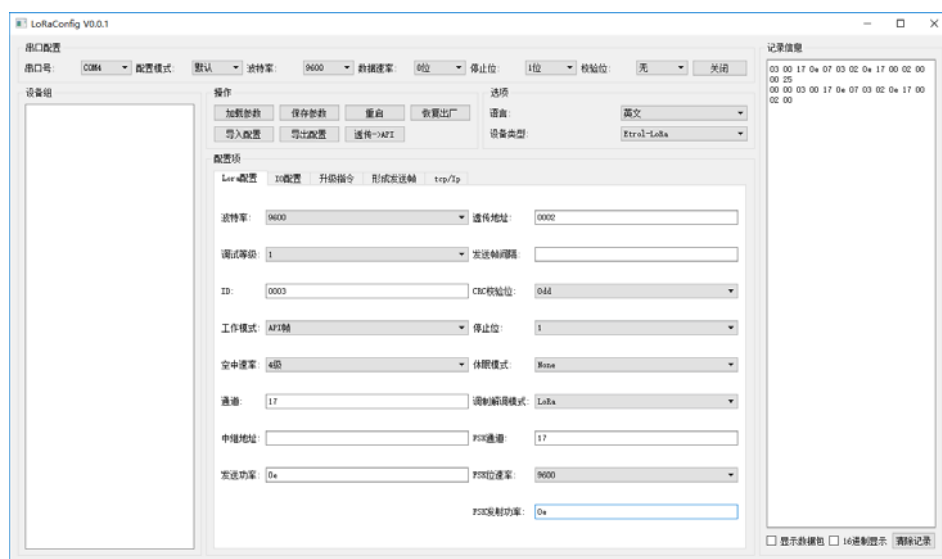 LoRaConfig V0.0.1
串口配置
串口号: COM4 配置模式: 默认 波特率: 9600 数据速率: 8位 停止位: 1位 校验位: 无 关闭
设备组
操作
加载参数 保存参数 重启 恢复出厂
导入配置 导出配置 透传->API
选项
语言: 英文
设备类型: Etrol-LoRa
配置项
Lora配置 IO配置 升级指令 形成发送帧 tcp/Ip
波特率: 9600 透传地址: 0002
调试等级: 1 发送帧间隔:
ID: 0003 CRC校验位: Odd
工作模式: API帧 停止位: 1
空中速率: 4级 休眠模式: None
通道: 17 调制解调模式: LoRa
中继地址: FSK通道: 17
发送功率: 0e FSK位速率: 9600
FSK发射功率: 0e
记录信息
03 00 17 0e 07 03 02 0e 17 00 02 00
00 25
00 00 03 00 17 0e 07 03 02 0e 17 00
02 00
显示数据包 16进制显示 清除记录